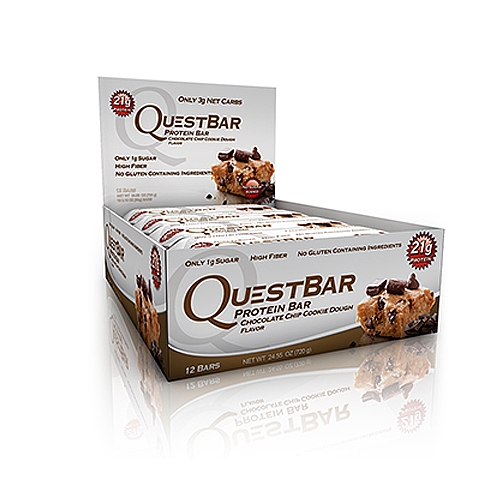 21g
ONLY 3g NET CARBS
QUESTBAR
PROTEIN BAR
CHOCOLATE CHIP COOKIE DOUGH
FLAVOR
ONLY 1g SUGAR
HIGH FIBER
NO GLUTEN CONTAINING INGREDIENTS
12 BARS
ONLY 1g SUGAR HIGH FIBER NO GLUTEN CONTAINING INGREDIENTS
21g
PROTEIN
QUESTBAR
PROTEIN BAR
CHOCOLATE CHIP COOKIE DOUGH
FLAVOR
12 BARS NET WT. 24.55 OZ (720 g)